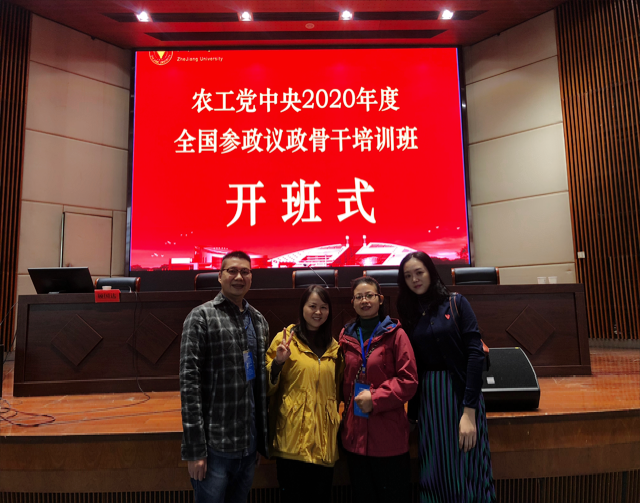 ZheJiang University
农工党中央2020年度
全国参政议政骨干培训班
开班式